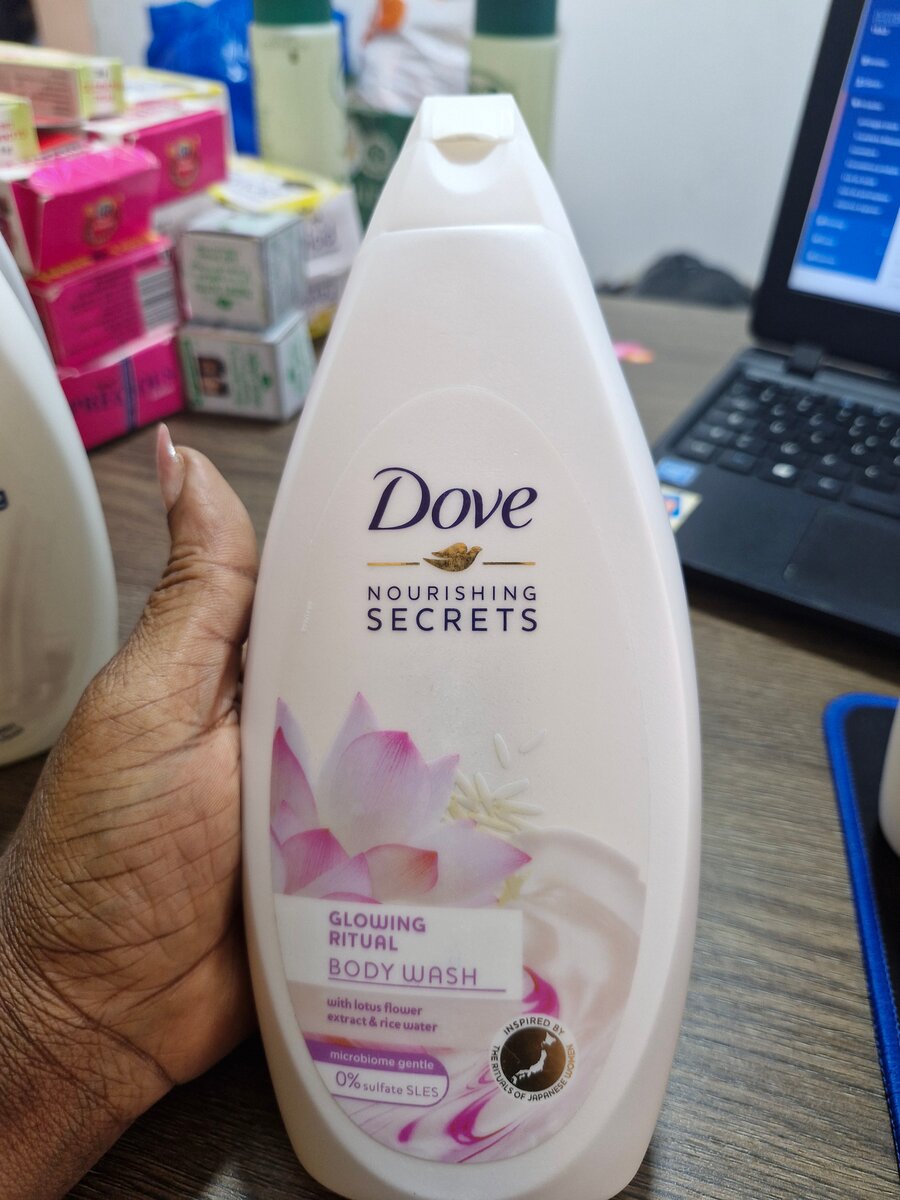 Dove
NOURISHING
SECRETS
GLOWING
RITUAL
BODY WASH
with lotus flower
extract & rice water
microbiome gentle
0% sulfate SLES
INSPIRED BY
THE RITUALS OF JAPANESE WOMEN